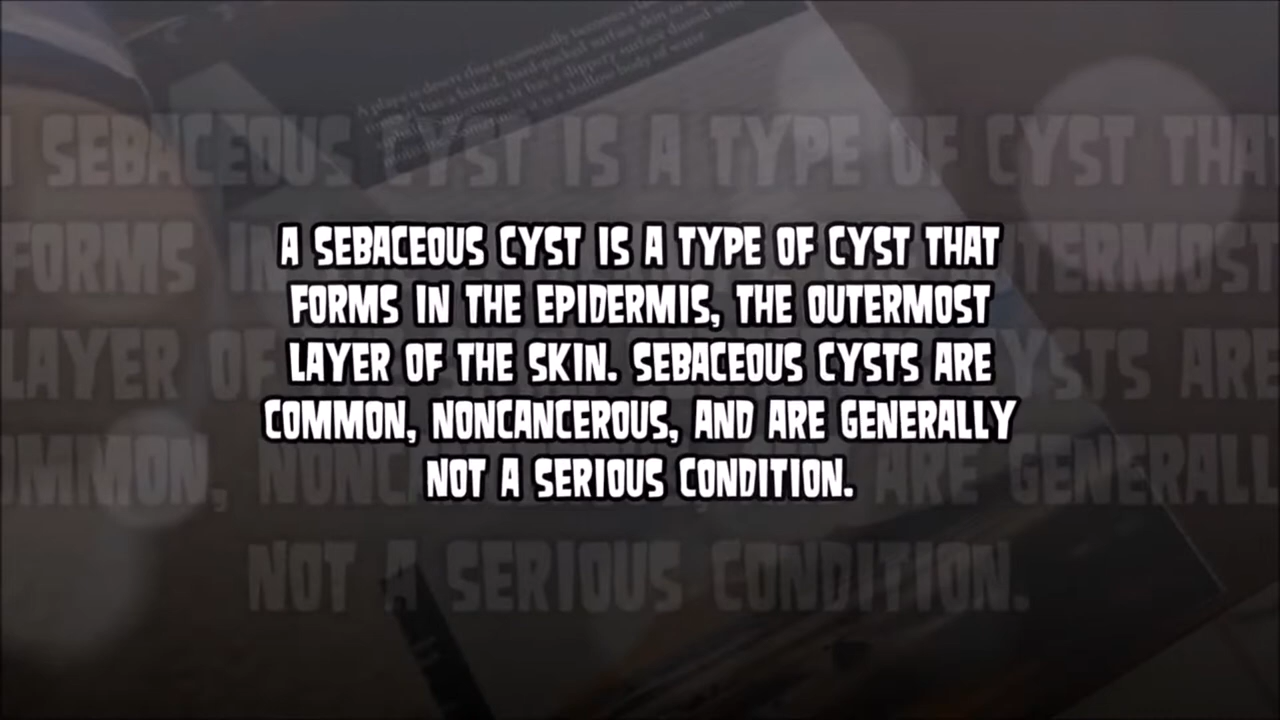 A SEBACEOUS CYST IS A TYPE OF CYST THAT
FORMS IN THE EPIDERMIS, THE OUTERMOST
LAYER OF THE SKIN. SEBACEOUS CYSTS ARE
COMMON, NONCANCEROUS, AND ARE GENERALLY
NOT A SERIOUS CONDITION.